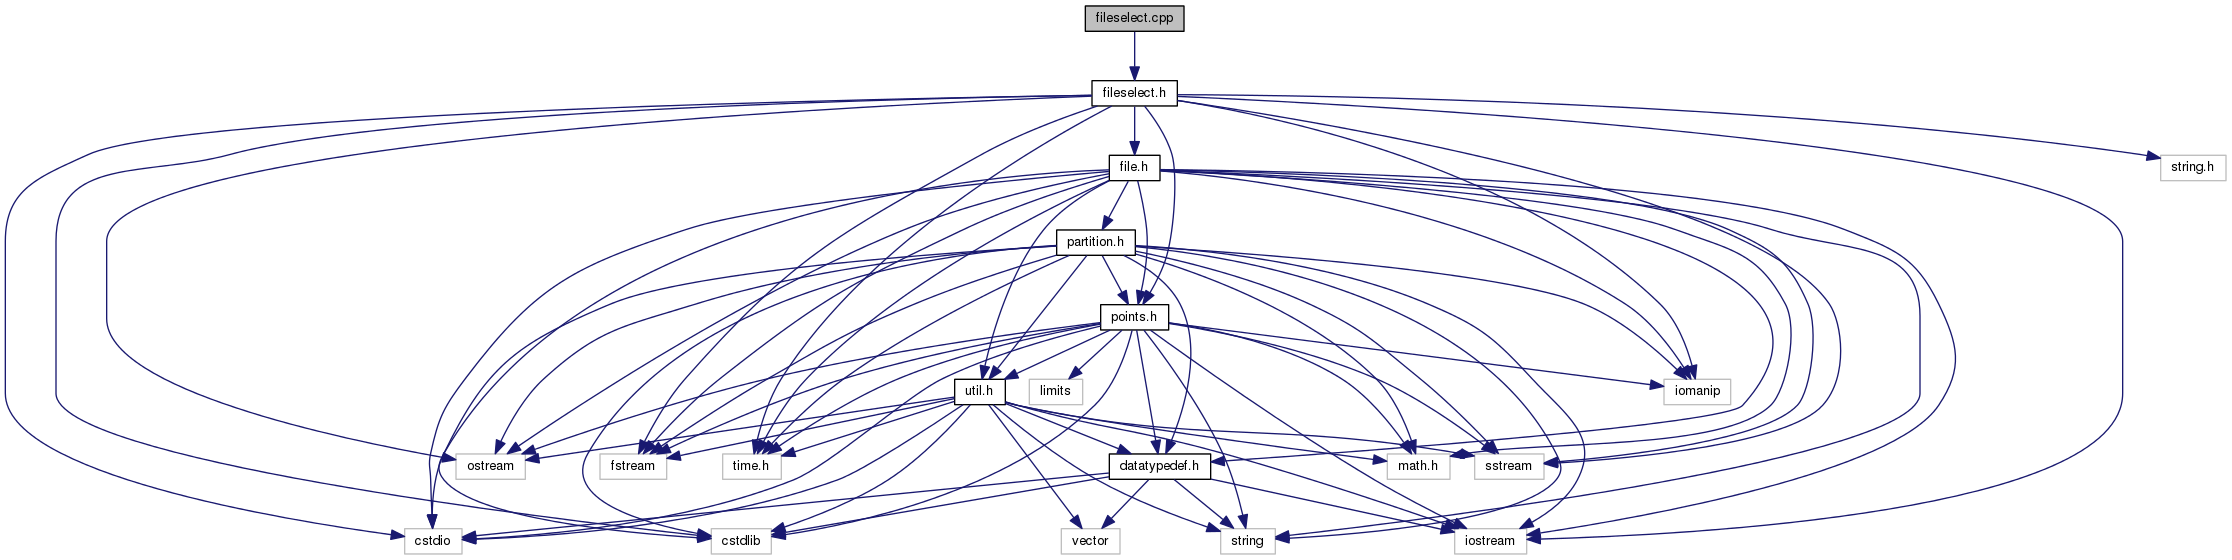 fileselect.cpp
fileselect.h
file.h
string.h
partition.h
points.h
util.h
limits
iomanip
ostream
fstream
time.h
datatypedef.h
math.h
sstream
cstdio
cstdlib
vector
string
iostream